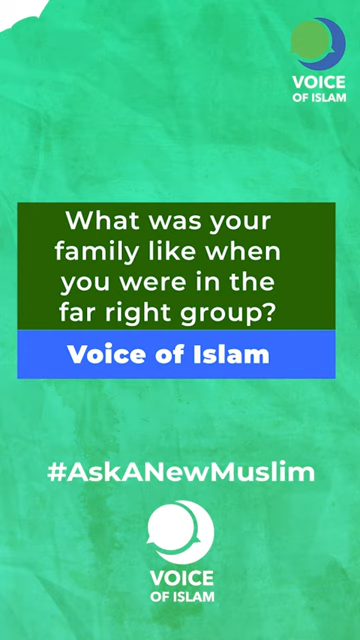 VOICE
OF ISLAM
What was your
family like when
you were in the
far right group?
Voice of Islam
#AskANewMuslim
VOICE
OF ISLAM